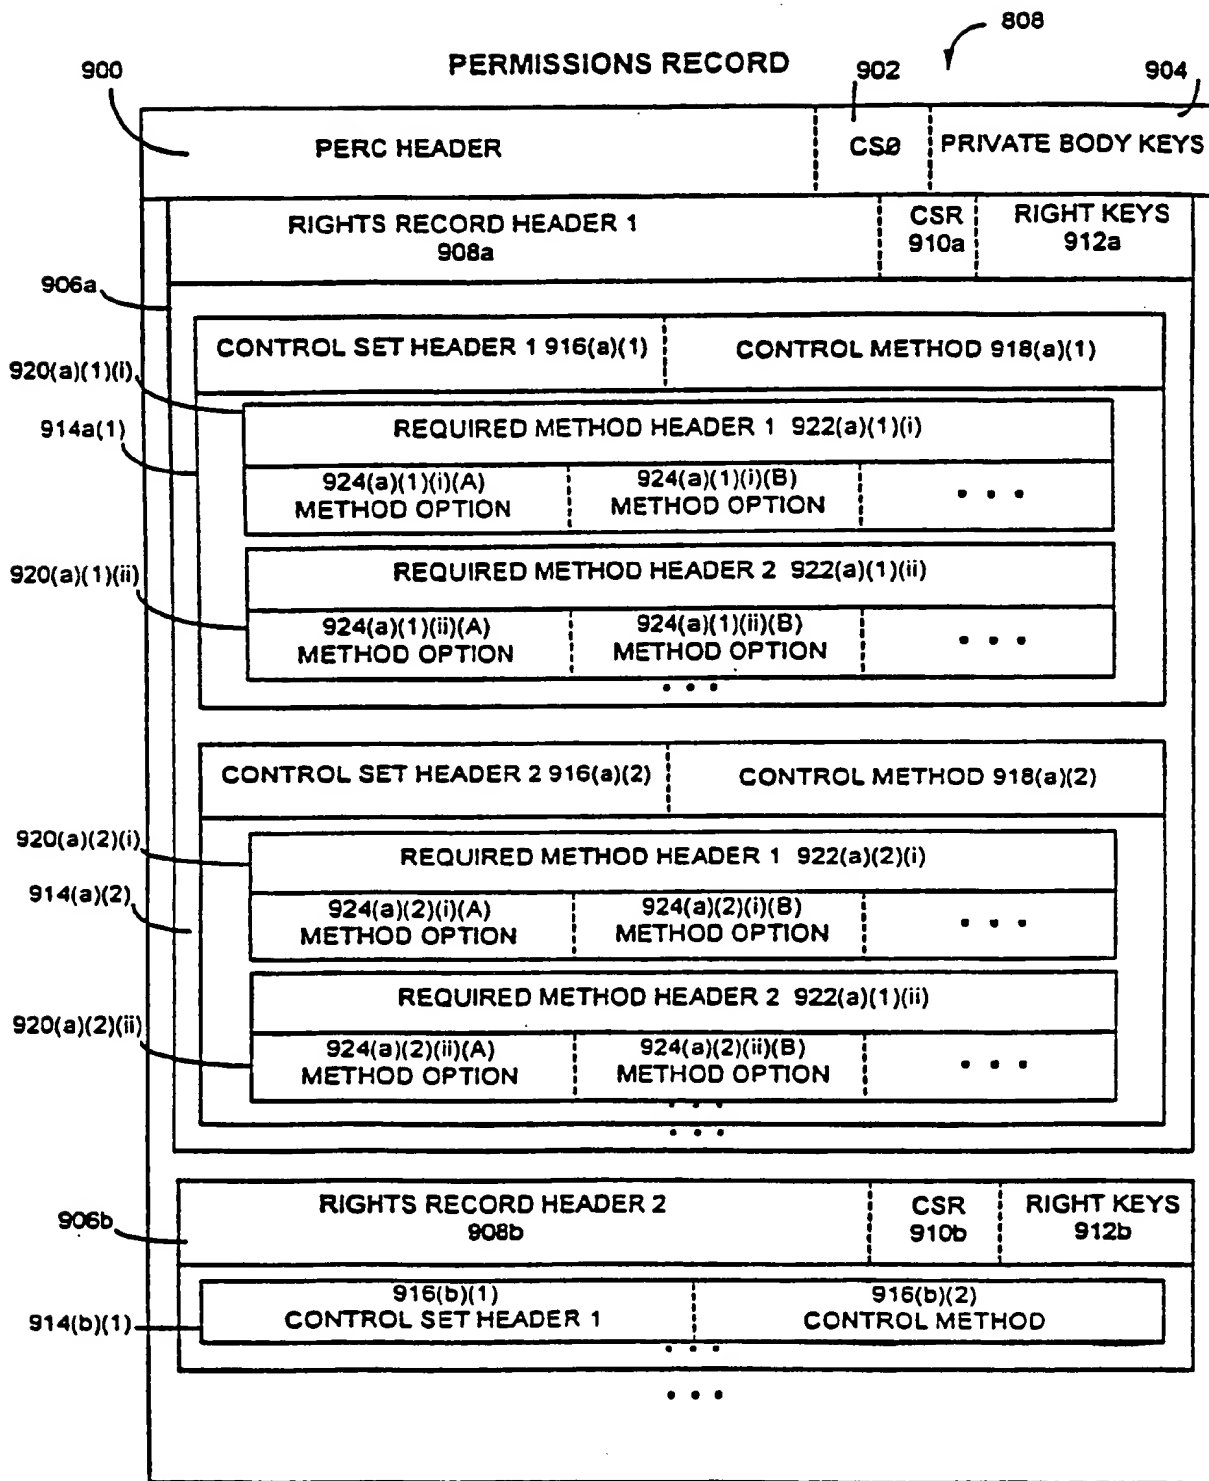 808
PERMISSIONS RECORD
900
902
904
PERC HEADER
CS0
PRIVATE BODY KEYS
RIGHTS RECORD HEADER 1
908a
CSR
910a
RIGHT KEYS
912a
906a
CONTROL SET HEADER 1 916(a)(1)
CONTROL METHOD 918(a)(1)
920(a)(1)(i)
914a(1)
REQUIRED METHOD HEADER 1 922(a)(1)(i)
924(a)(1)(i)(A)
METHOD OPTION
924(a)(1)(i)(B)
METHOD OPTION
• • •
920(a)(1)(ii)
REQUIRED METHOD HEADER 2 922(a)(1)(ii)
924(a)(1)(ii)(A)
METHOD OPTION
924(a)(1)(ii)(B)
METHOD OPTION
• • •
• • •
CONTROL SET HEADER 2 916(a)(2)
CONTROL METHOD 918(a)(2)
920(a)(2)(i)
914(a)(2)
REQUIRED METHOD HEADER 1 922(a)(2)(i)
924(a)(2)(i)(A)
METHOD OPTION
924(a)(2)(i)(B)
METHOD OPTION
• • •
920(a)(2)(ii)
REQUIRED METHOD HEADER 2 922(a)(1)(ii)
924(a)(2)(ii)(A)
METHOD OPTION
924(a)(2)(ii)(B)
METHOD OPTION
• • •
• • •
• • •
906b
RIGHTS RECORD HEADER 2
908b
CSR
910b
RIGHT KEYS
912b
914(b)(1)
916(b)(1)
CONTROL SET HEADER 1
916(b)(2)
CONTROL METHOD
• • •
• • •